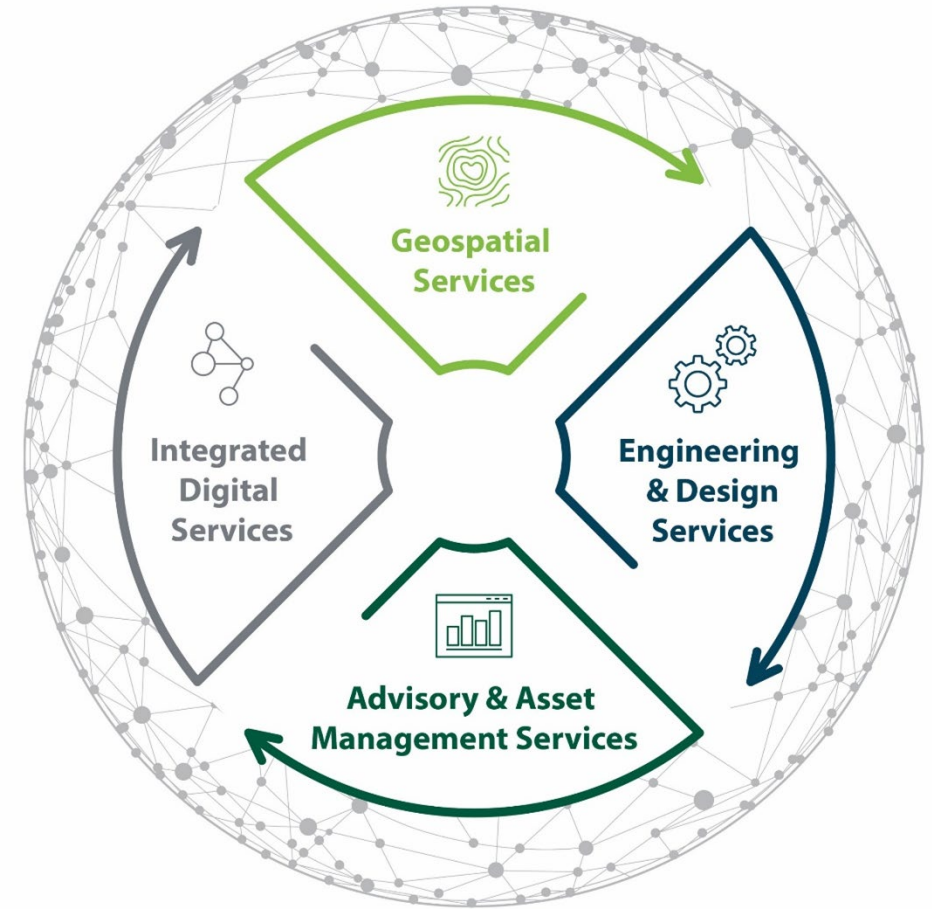 Geospatial
Services
Engineering
& Design
Services
Advisory & Asset
Management Services
Integrated
Digital
Services